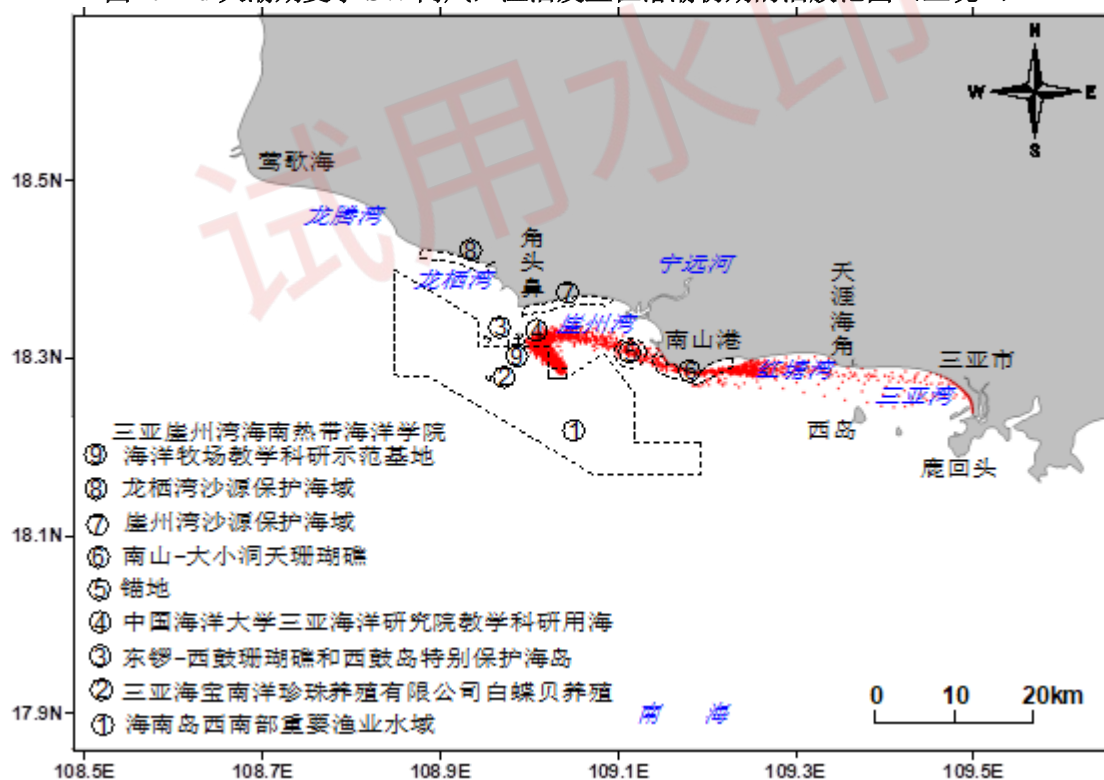 试用水印
N
W E
S
18.5N
18.3N
18.1N
17.9N
莺歌海
龙腾湾
⑧
龙栖湾
角头鼻
⑦
宁远河
天涯海角
③
④
崖州湾
⑤
南山港
⑨
②
⑥
红塘湾
三亚市
三亚湾
①
西岛
鹿回头
三亚崖州湾海南热带海洋学院
⑨ 海洋牧场教学科研示范基地
⑧ 龙栖湾沙源保护海域
⑦ 崖州湾沙源保护海域
⑥ 南山-大小洞天珊瑚礁
⑤ 锚地
④ 中国海洋大学三亚海洋研究院教学科研用海
③ 东锣-西鼓珊瑚礁和西鼓岛特别保护海岛
② 三亚海宝南洋珍珠养殖有限公司白蝶贝养殖
① 海南岛西南部重要渔业水域
南 海
0 10 20km
108.5E 108.7E 108.9E 109.1E 109.3E 109.5E